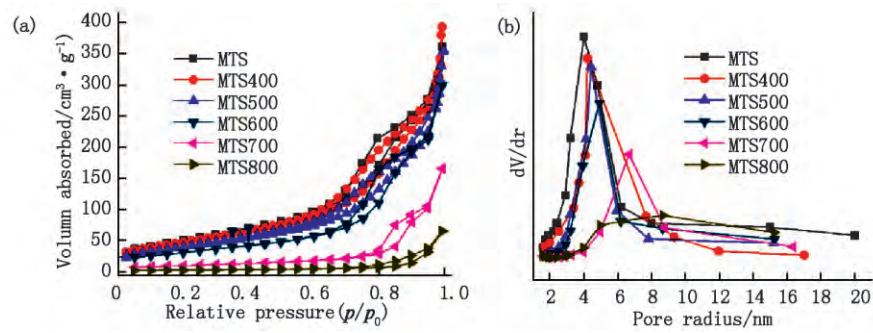 (a)
400
350
300
250
200
150
100
50
0
Volumn absorbed/cm³·g⁻¹
MTS
MTS400
MTS500
MTS600
MTS700
MTS800
0 0.2 0.4 0.6 0.8 1.0
Relative pressure(p/p₀)
(b)
dV/dr
MTS
MTS400
MTS500
MTS600
MTS700
MTS800
2 4 6 8 10 12 14 16 18 20
Pore radius/nm